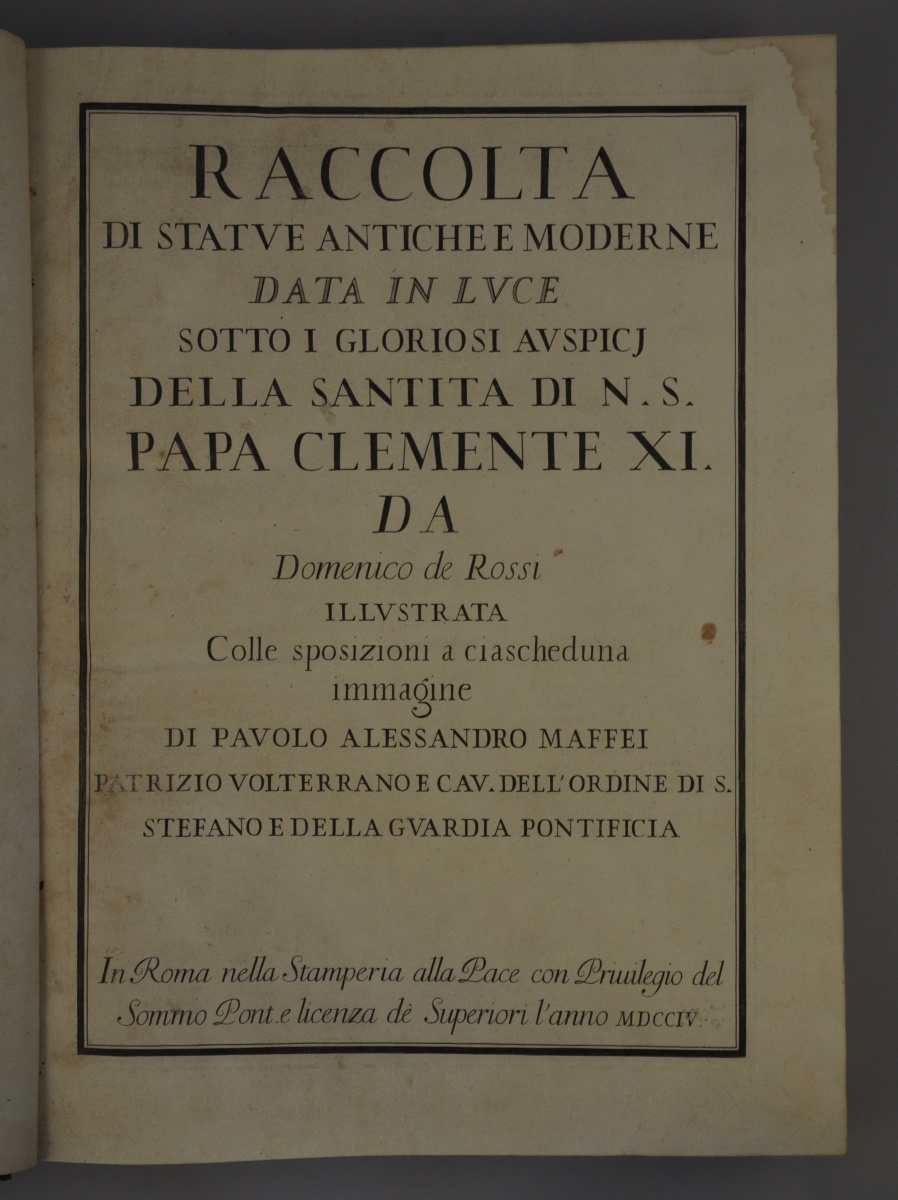 RACCOLTA
DI STATVE ANTICHE E MODERNE
DATA IN LVCE
SOTTO I GLORIOSI AVSPICJ
DELLA SANTITA DI N. S.
PAPA CLEMENTE XI.
DA
Domenico de Rossi
ILLVSTRATA
Colle sposizioni a ciascheduna
immagine
DI PAVOLO ALESSANDRO MAFFEI
PATRIZIO VOLTERRANO E CAV. DELL'ORDINE DI S.
STEFANO E DELLA GVARDIA PONTIFICIA
In Roma nella Stamperia alla Pace con Priuilegio del
Sommo Pont. e licenza dè Superiori l'anno MDCCIV.